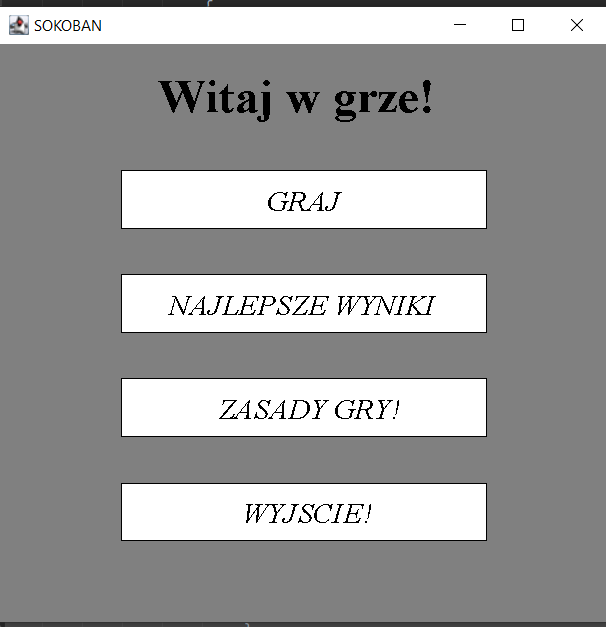 SOKOBAN
Witaj w grze!
GRAJ
NAJLEPSZE WYNIKI
ZASADY GRY!
WYJSCIE!